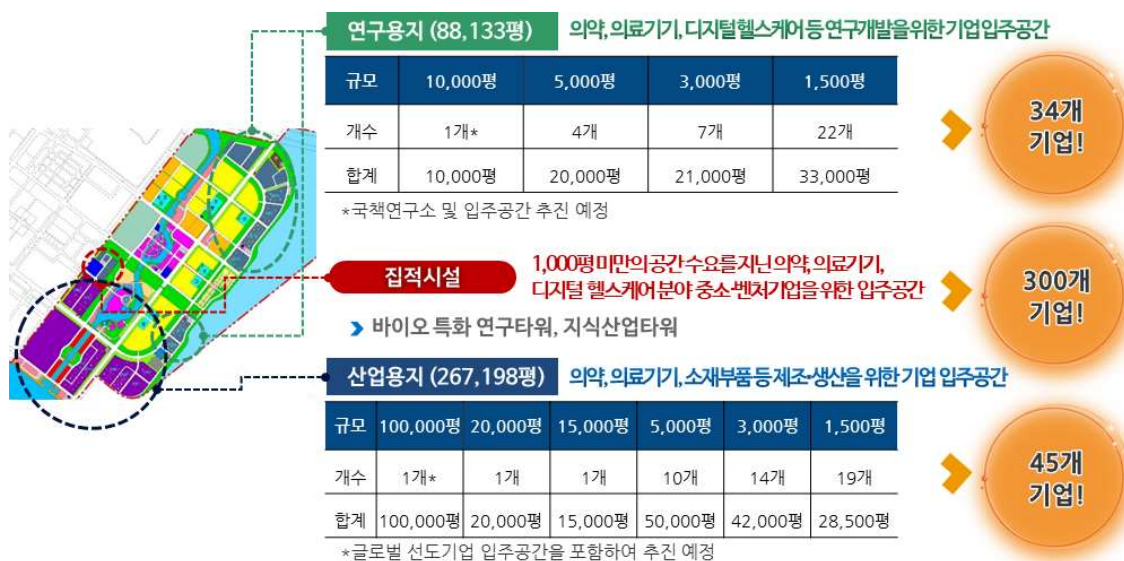 연구용지 (88,133평) 의약, 의료기기, 디지털 헬스케어 등 연구개발을 위한 기업 입주공간
규모 10,000평 5,000평 3,000평 1,500평
개수 1개* 4개 7개 22개
합계 10,000평 20,000평 21,000평 33,000평
*국책연구소 및 입주공간 추진 예정
34개
기업!
집적시설
1,000평 미만의 공간 수요를 지닌 의약, 의료기기,
디지털 헬스케어 분야 중소·벤처기업을 위한 입주공간
바이오 특화 연구타워, 지식산업타워
300개
기업!
산업용지 (267,198평) 의약, 의료기기, 소재부품 등 제조·생산을 위한 기업 입주공간
규모 100,000평 20,000평 15,000평 5,000평 3,000평 1,500평
개수 1개* 1개 1개 10개 14개 19개
합계 100,000평 20,000평 15,000평 50,000평 42,000평 28,500평
*글로벌 선도기업 입주공간을 포함하여 추진 예정
45개
기업!